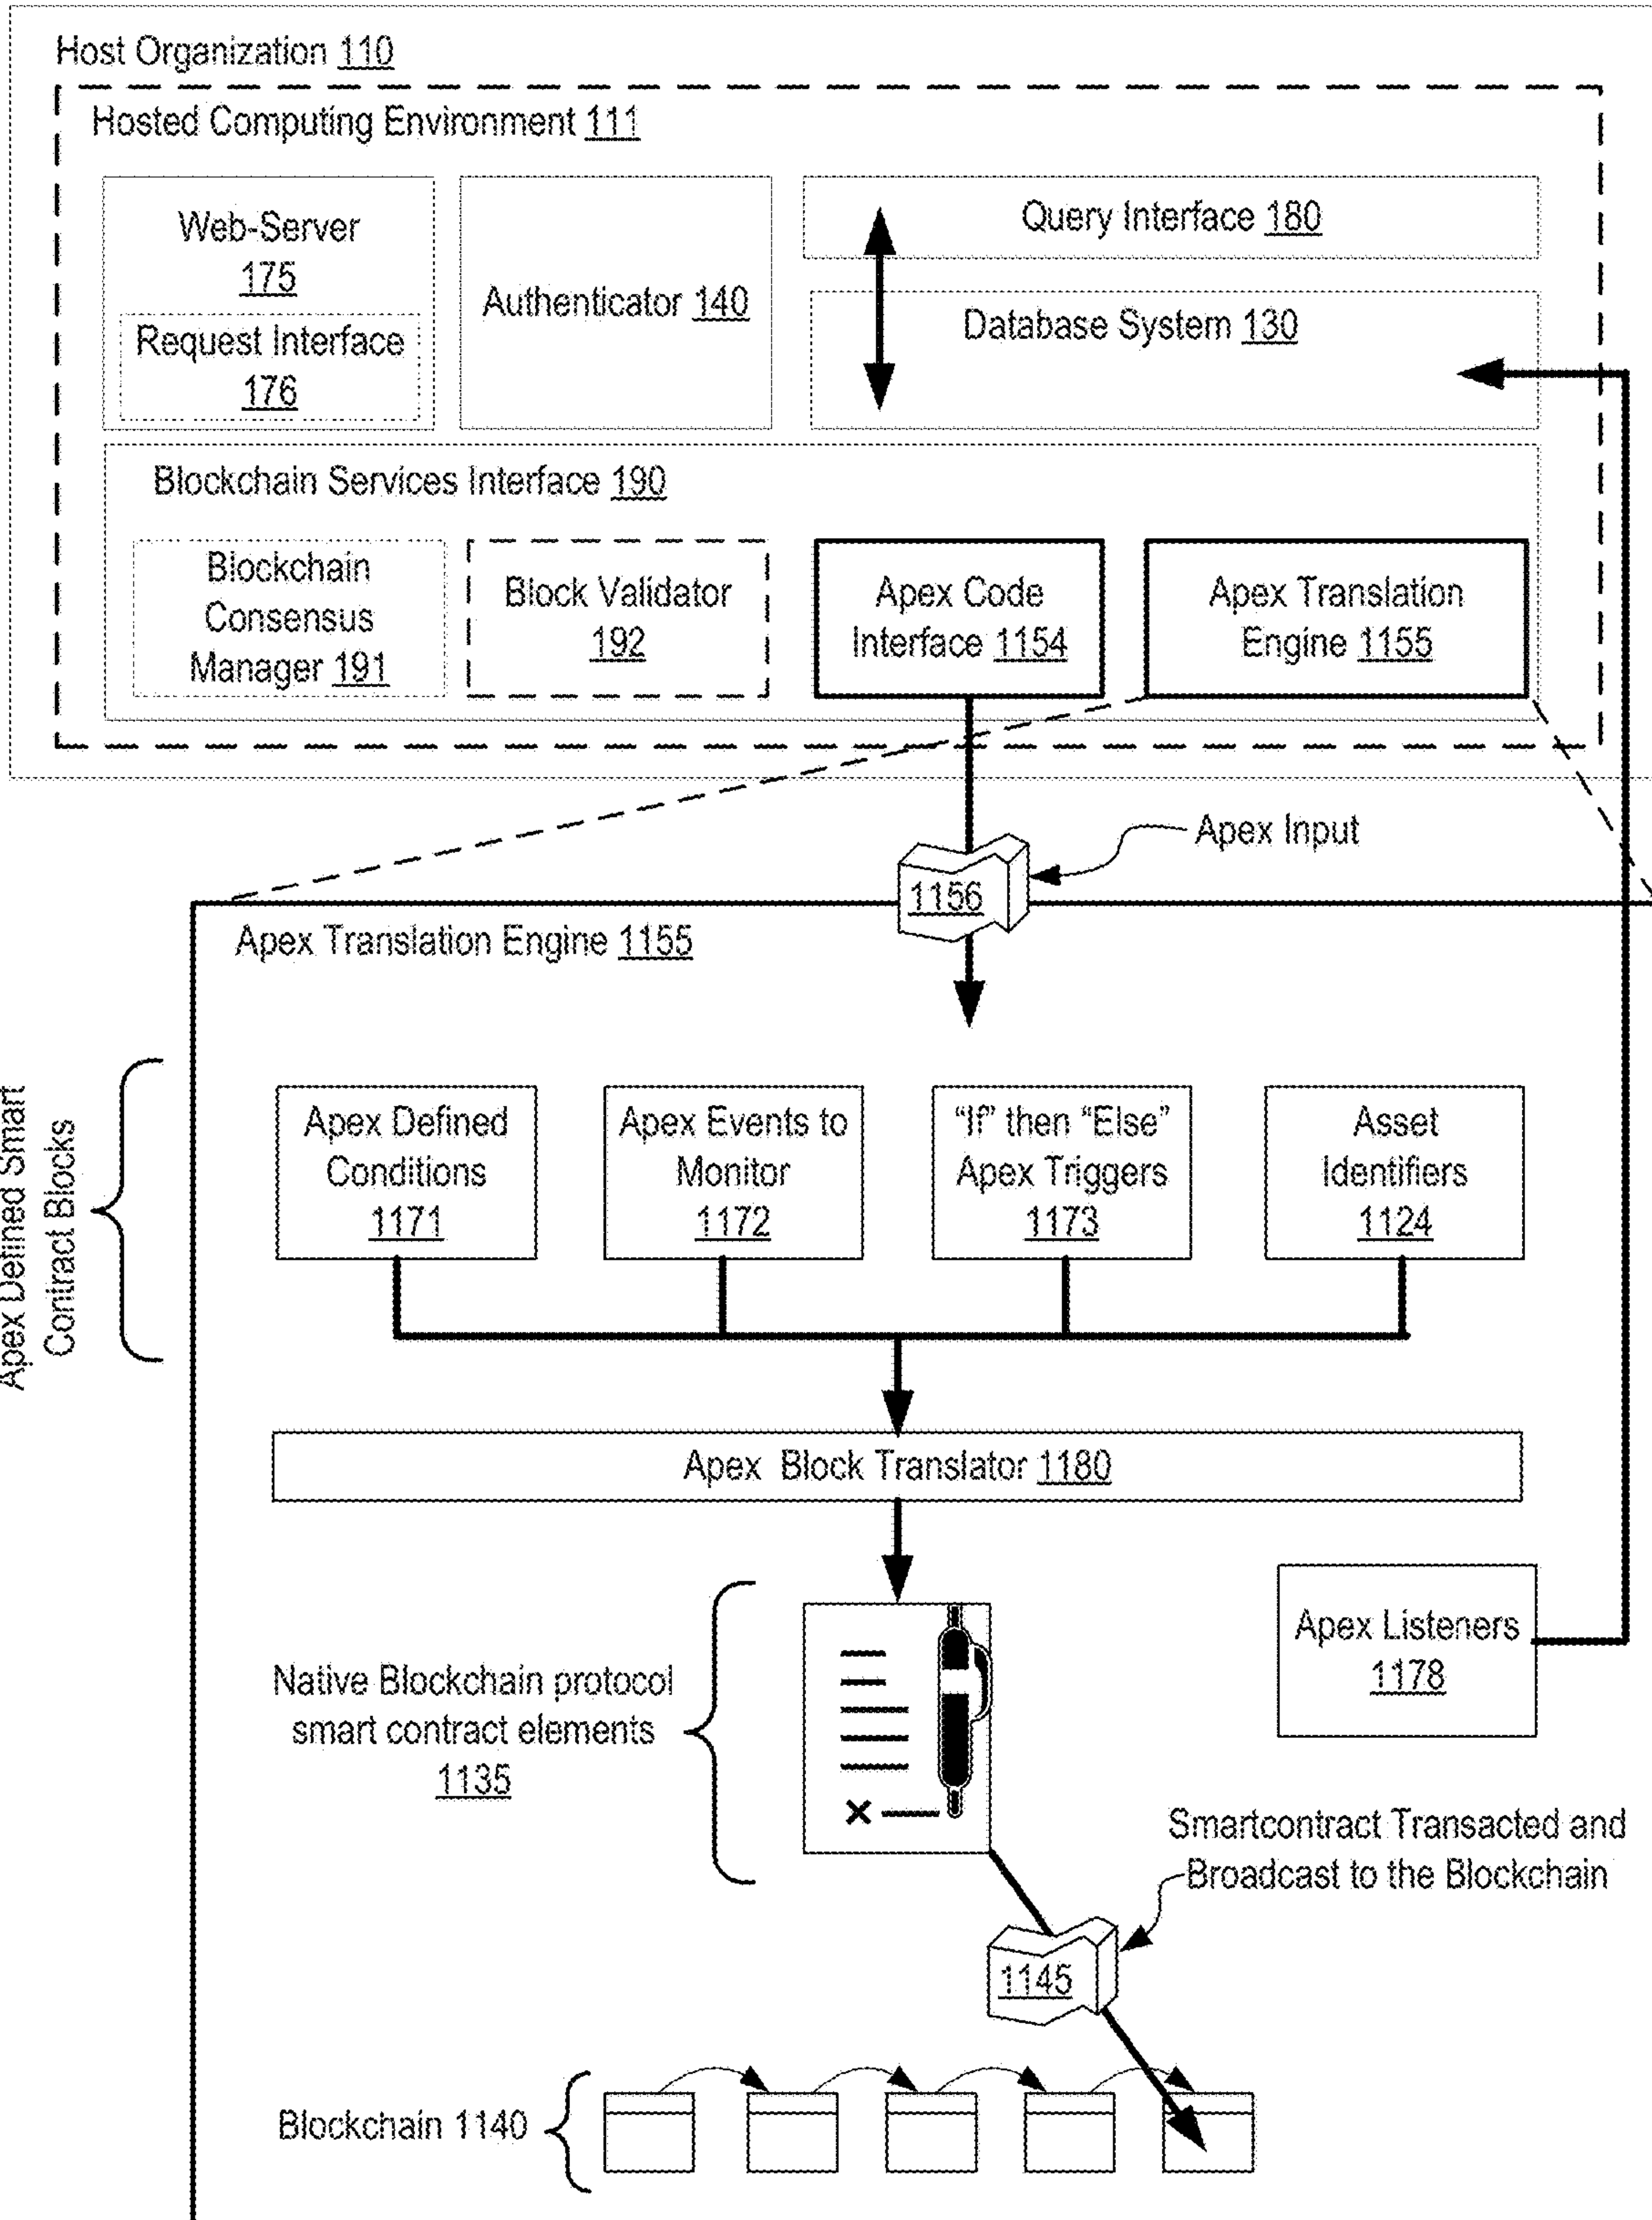 Host Organization 110
Hosted Computing Environment 111
Web-Server
175
Request Interface
176
Authenticator 140
Query Interface 180
Database System 130
Blockchain Services Interface 190
Blockchain
Consensus
Manager 191
Block Validator
192
Apex Code
Interface 1154
Apex Translation
Engine 1155
Apex Input
1156
Apex Translation Engine 1155
Apex Defined Smart
Contract Blocks
Apex Defined
Conditions
1171
Apex Events to
Monitor
1172
“If” then “Else”
Apex Triggers
1173
Asset
Identifiers
1124
Apex Block Translator 1180
Native Blockchain protocol
smart contract elements
1135
Apex Listeners
1178
Smartcontract Transacted and
Broadcast to the Blockchain
1145
Blockchain 1140